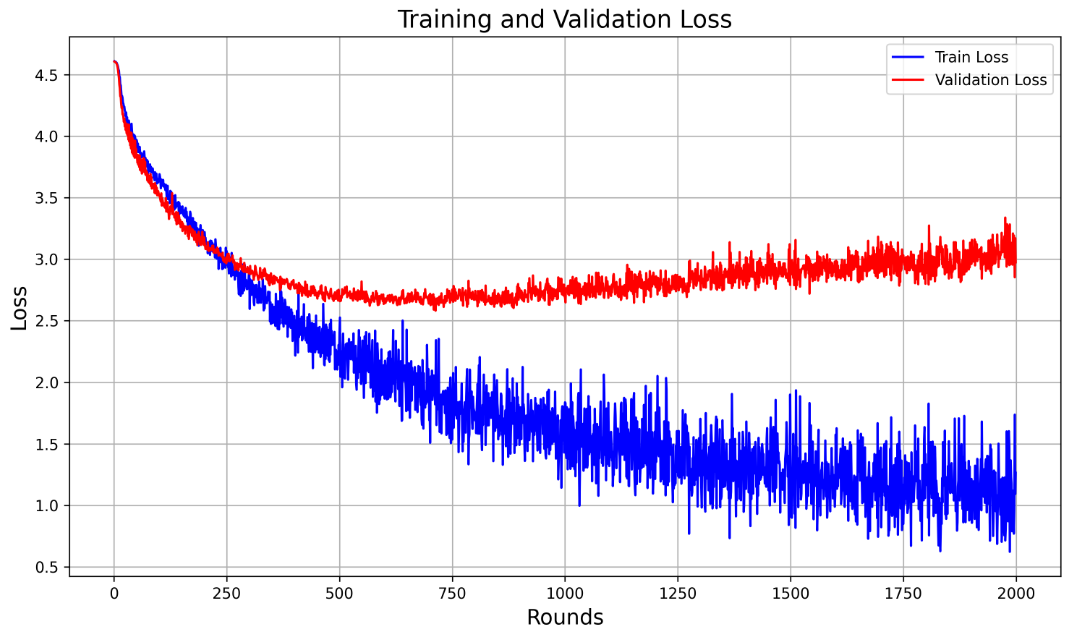 Training and Validation Loss
Train Loss
Validation Loss
Loss
4.5
4.0
3.5
3.0
2.5
2.0
1.5
1.0
0.5
0 250 500 750 1000 1250 1500 1750 2000
Rounds